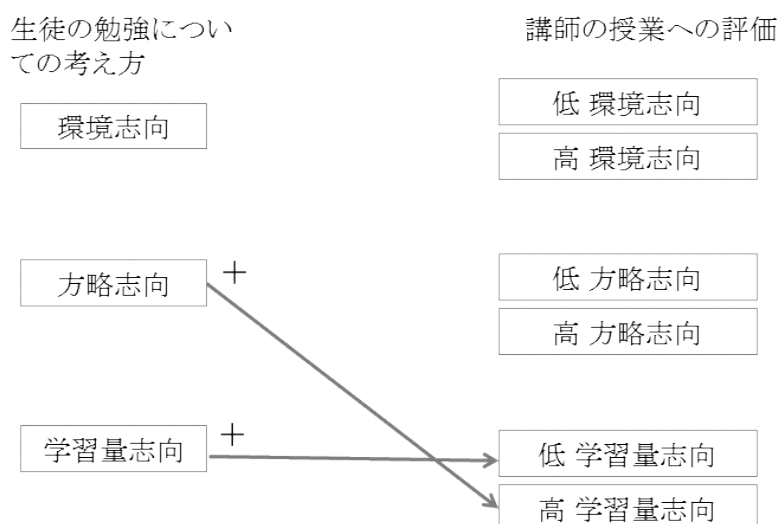 生徒の勉強につい
ての考え方
講師の授業への評価
環境志向
低 環境志向
高 環境志向
方略志向
+
低 方略志向
高 方略志向
学習量志向
+
低 学習量志向
高 学習量志向